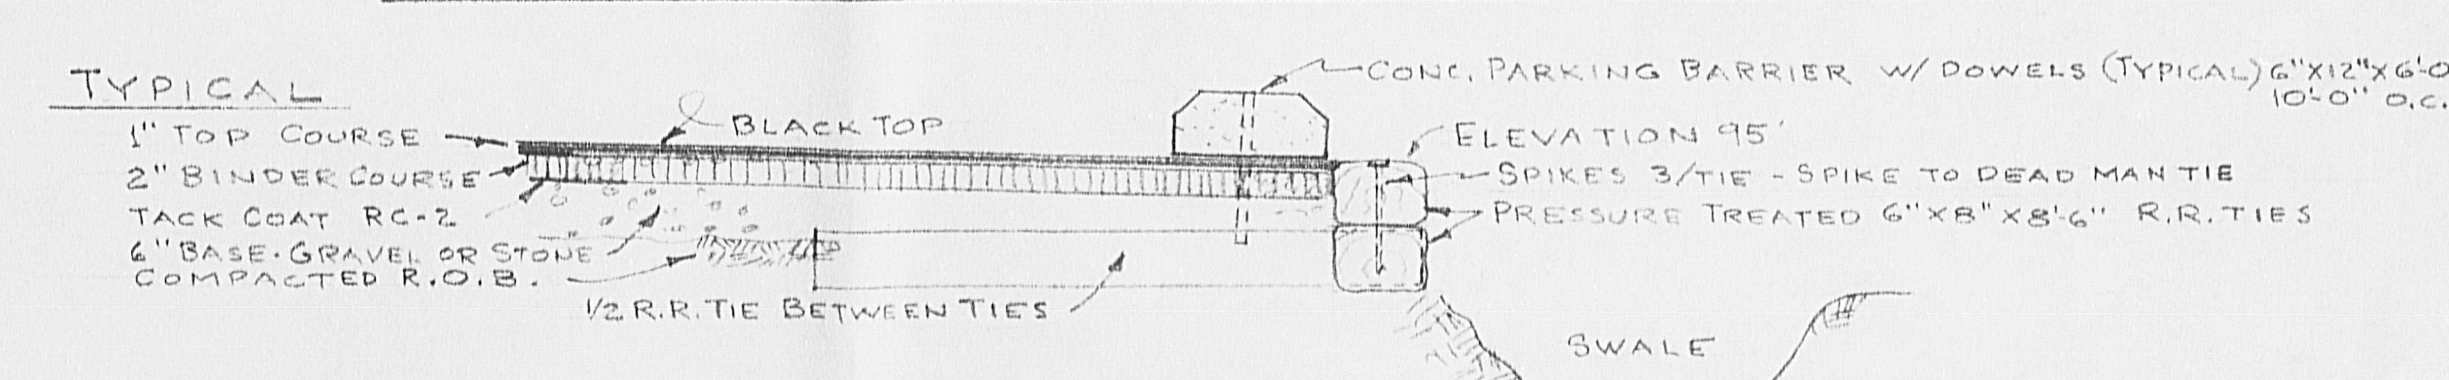 TYPICAL
1" TOP COURSE
BLACK TOP
2" BINDER COURSE
TACK COAT RC-2
6" BASE. GRAVEL OR STONE
COMPACTED R.O.B.
1/2 R.R. TIE BETWEEN TIES
CONC. PARKING BARRIER W/ DOWELS (TYPICAL) 6"X12"X6'-0
10'-0" O.C.
ELEVATION 95'
SPIKES 3/TIE - SPIKE TO DEAD MAN TIE
PRESSURE TREATED 6"X8"X8'-6" R.R. TIES
SWALE